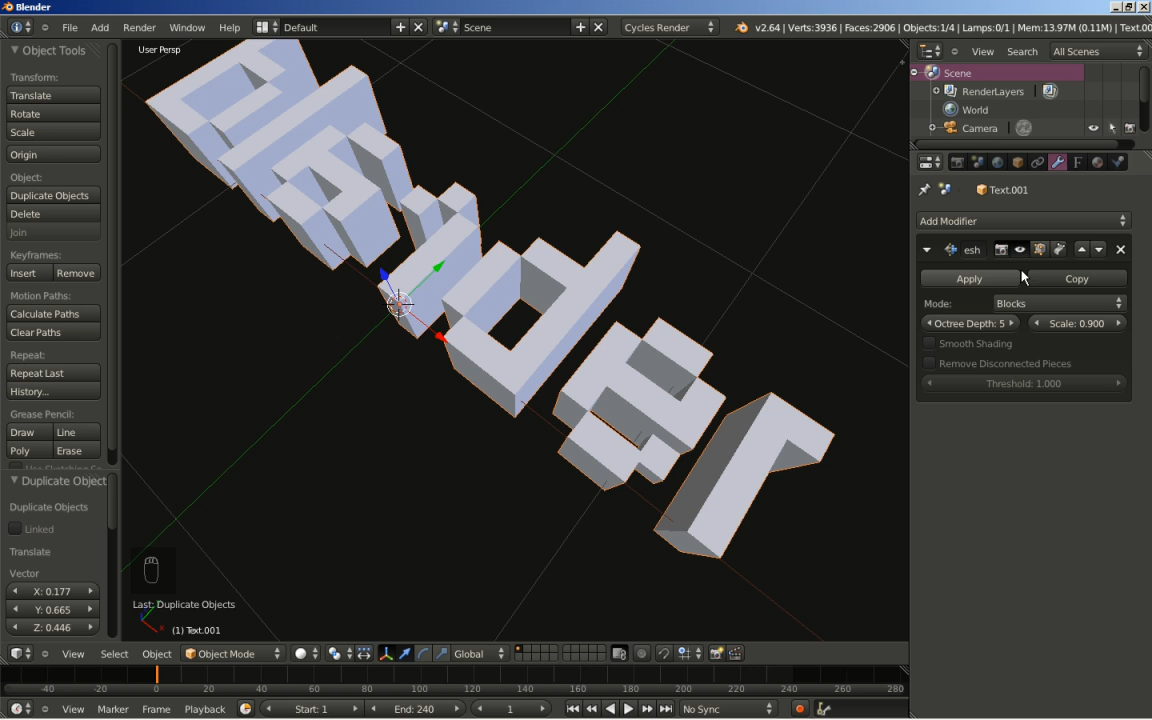 Blender
File Add Render Window Help Default Scene Cycles Render v2.64 | Verts:3936 | Faces:2906 | Objects:1/4 | Lamps:0/1 | Mem:13.97M (0.11M) | Text.00
Object Tools
Transform:
Translate
Rotate
Scale
Origin
Object:
Duplicate Objects
Delete
Join
Keyframes:
Insert Remove
Motion Paths:
Calculate Paths
Clear Paths
Repeat:
Repeat Last
History...
Grease Pencil:
Draw Line
Poly Erase
Duplicate Object
Duplicate Objects
Linked
Translate
Vector
X: 0.177
Y: 0.665
Z: 0.446
User Persp
Last: Duplicate Objects
(1) Text.001
View Search All Scenes
Scene
RenderLayers
World
Camera
Text.001
Add Modifier
esh
Apply Copy
Mode: Blocks
Octree Depth: 5 Scale: 0.900
Smooth Shading
Remove Disconnected Pieces
Threshold: 1.000
View Select Object Object Mode Global
-40 -20 0 20 40 60 80 100 120 140 160 180 200 220 240 260 280
View Marker Frame Playback Start: 1 End: 240 1 No Sync